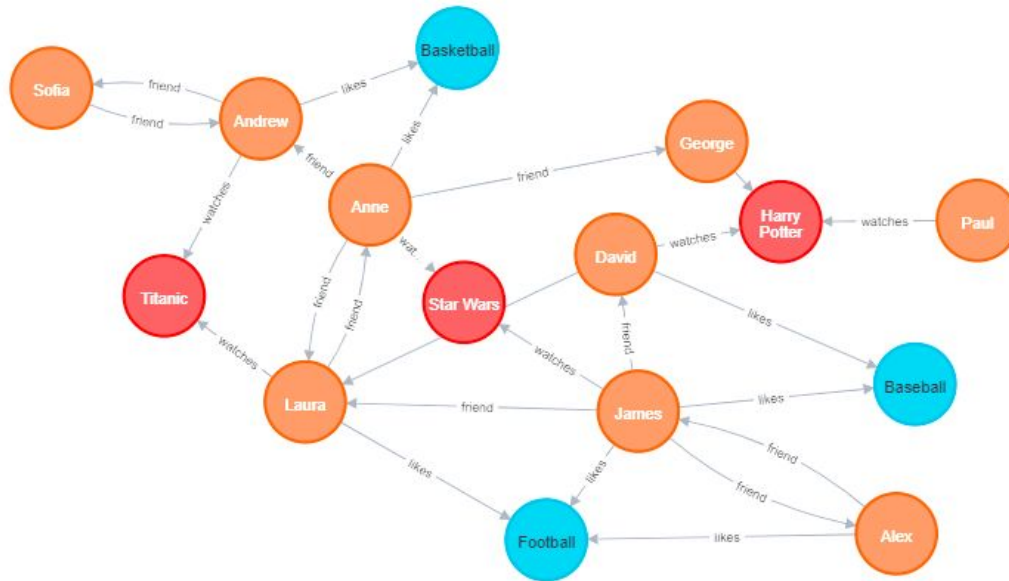 Basketball
Sofia
friend
friend
Andrew
likes
likes
George
friend
friend
Anne
Harry
Potter
watches
Paul
watches
watches
David
wat...
Titanic
Star Wars
friend
friend
likes
friend
watches
watches
Baseball
Laura
friend
James
likes
friend
likes
likes
friend
Football
likes
Alex